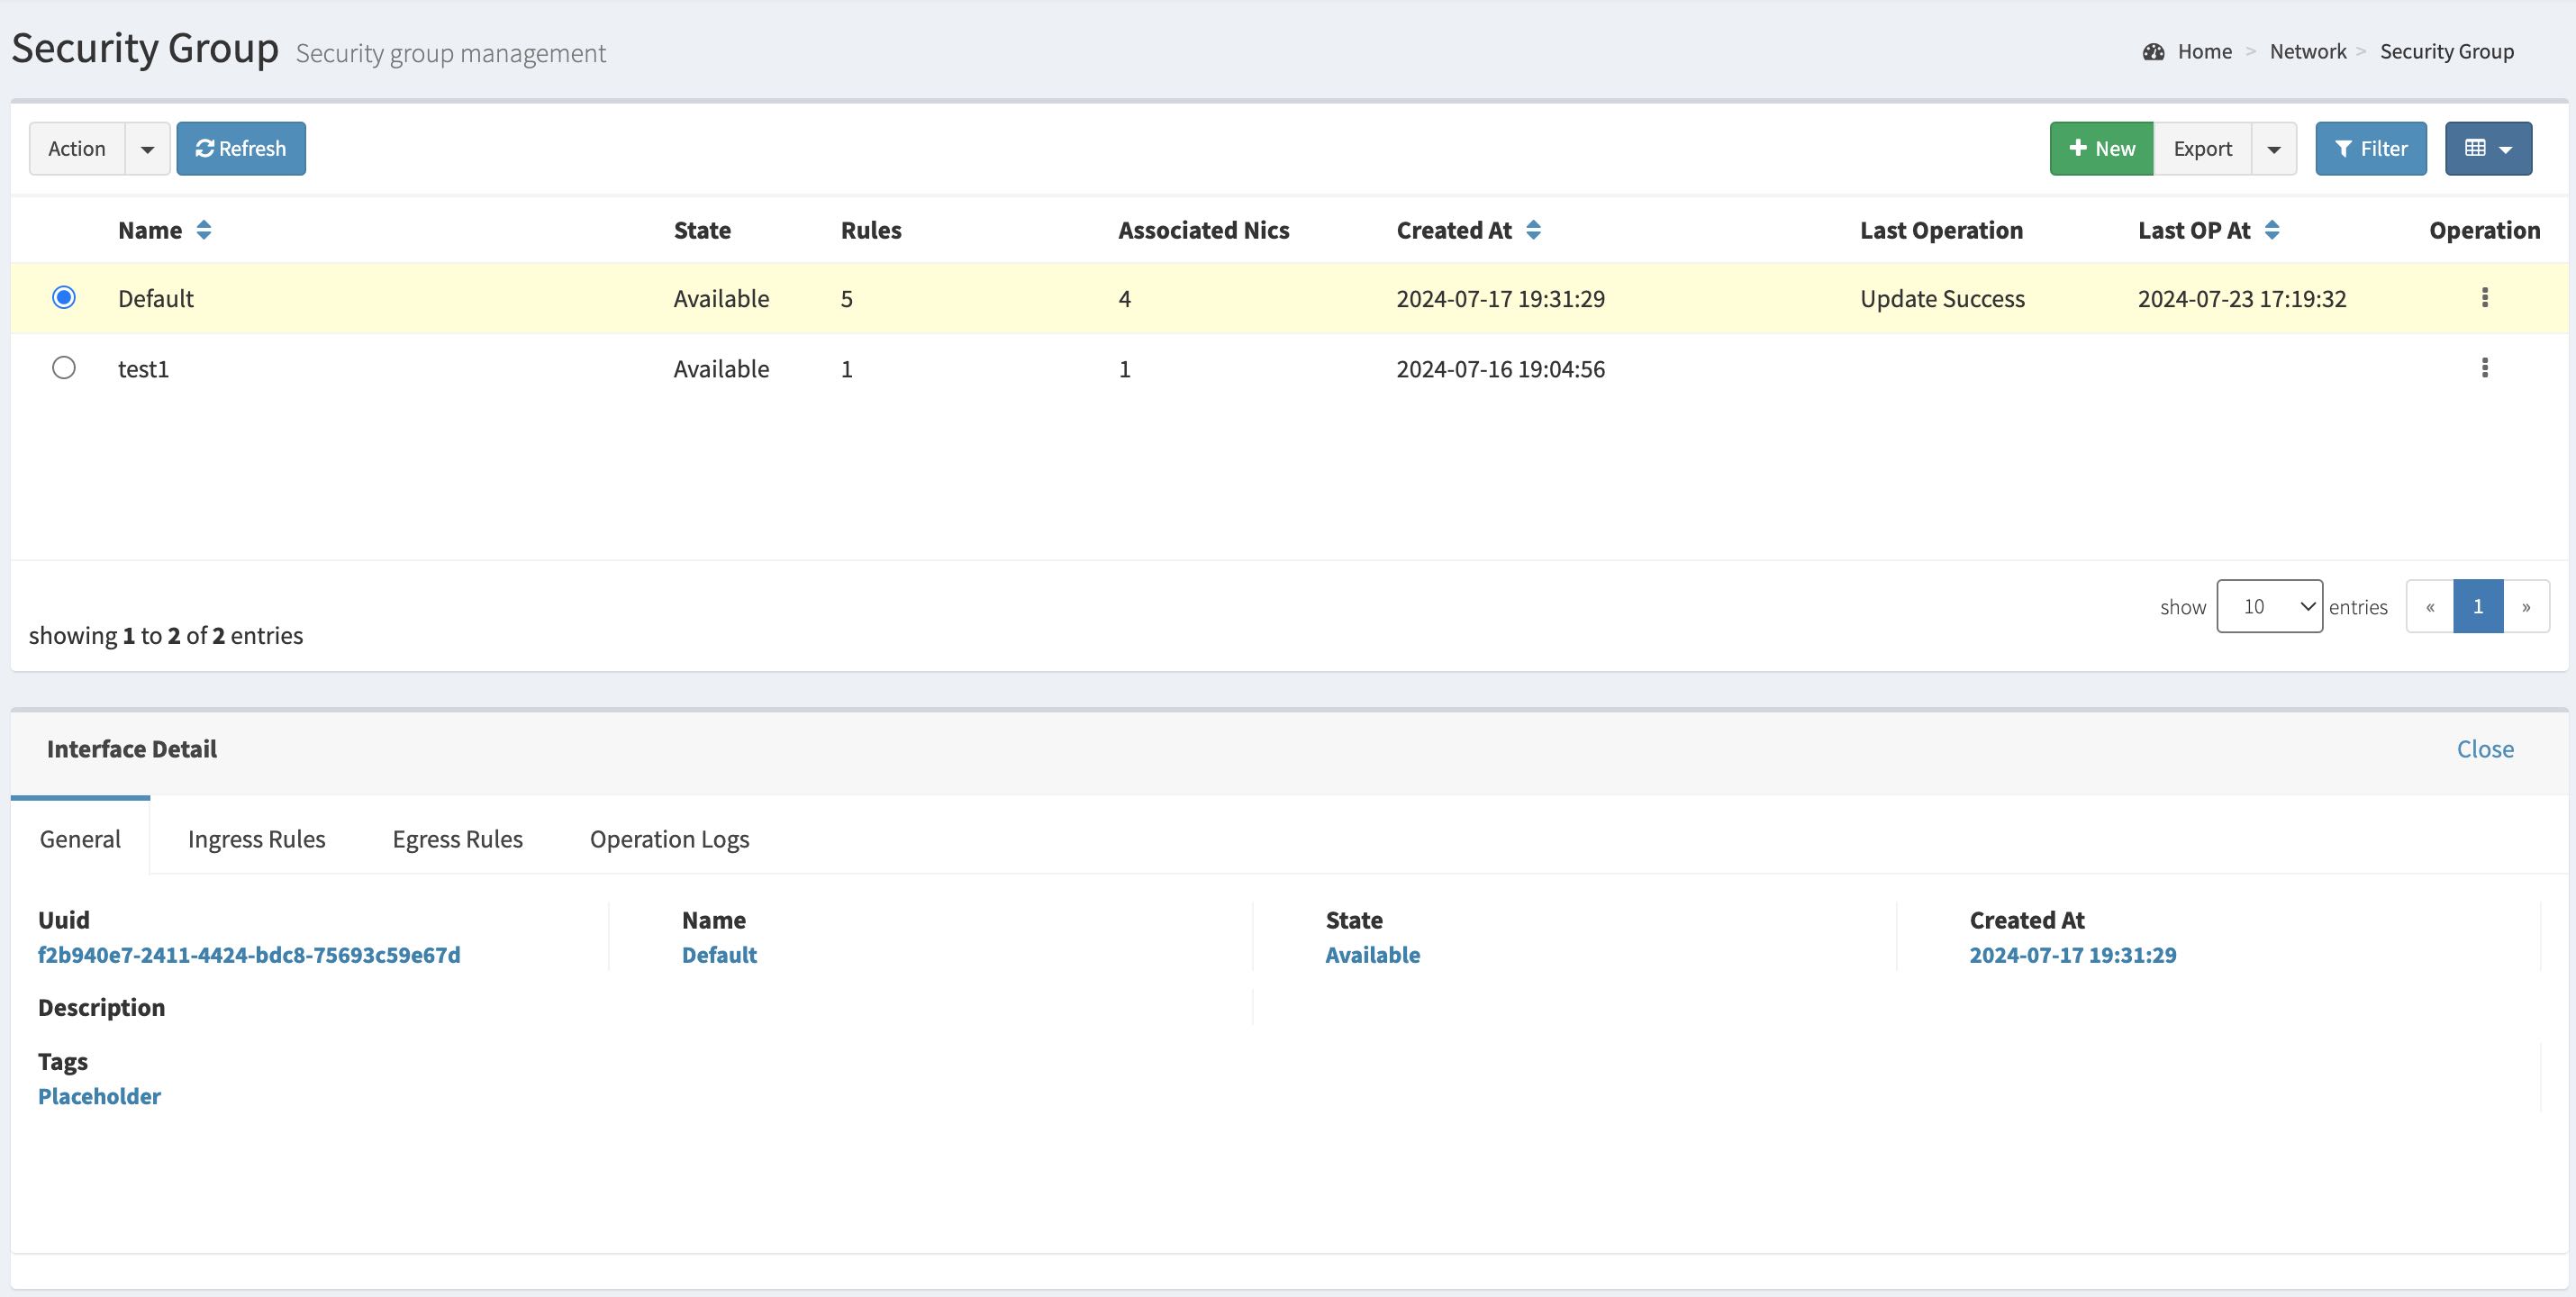 Security Group Security group management Home > Network > Security Group
Action Refresh + New Export Filter
Name State Rules Associated Nics Created At Last Operation Last OP At Operation
Default Available 5 4 2024-07-17 19:31:29 Update Success 2024-07-23 17:19:32
test1 Available 1 1 2024-07-16 19:04:56
show 10 entries « 1 »
showing 1 to 2 of 2 entries
Interface Detail Close
General Ingress Rules Egress Rules Operation Logs
Uuid Name State Created At
f2b940e7-2411-4424-bdc8-75693c59e67d Default Available 2024-07-17 19:31:29
Description
Tags
Placeholder